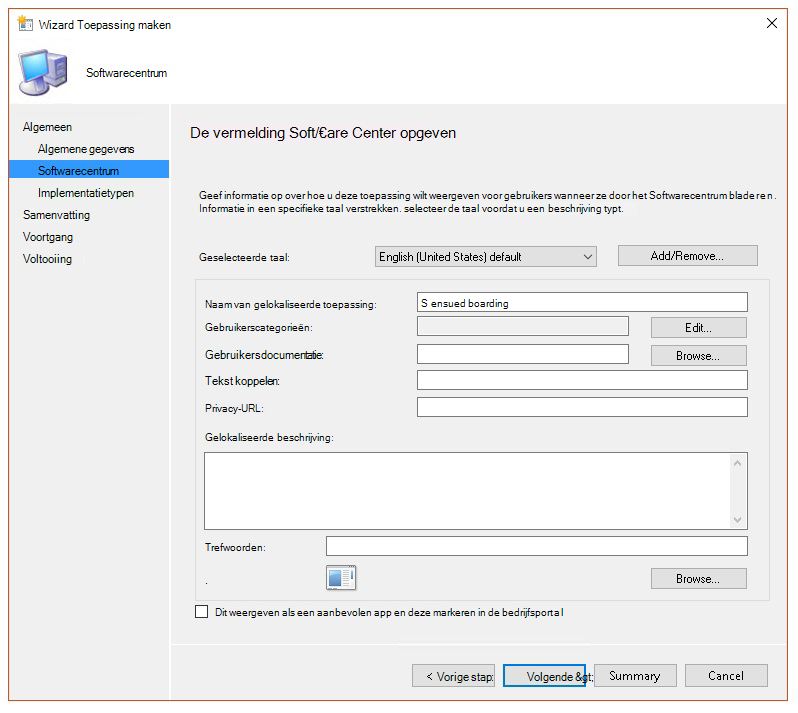 Wizard Toepassing maken
Softwarecentrum
Algemeen
Algemene gegevens
Softwarecentrum
Implementatietypen
Samenvatting
Voortgang
Voltooiing
De vermelding Soft/€are Center opgeven
Geef informatie op over hoe u deze toepassing wilt weergeven voor gebruikers wanneer ze door het Softwarecentrum bladeren.
Informatie in een specifieke taal verstrekken. selecteer de taal voordat u een beschrijving typt.
Geselecteerde taal: English (United States) default Add/Remove...
Naam van gelokaliseerde toepassing: S ensued boarding
Gebruikerscategorieën: Edit...
Gebruikersdocumentatie: Browse...
Tekst koppelen:
Privacy-URL:
Gelokaliseerde beschrijving:
Trefwoorden:
. Browse...
Dit weergeven als een aanbevolen app en deze markeren in de bedrijfsportal
< Vorige stap: Volgende &gt; Summary Cancel